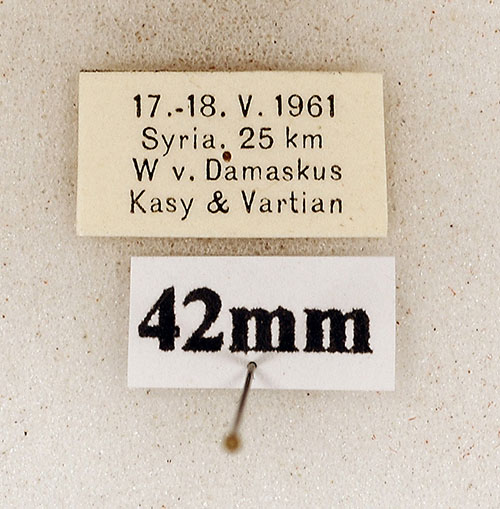 17.-18. V. 1961
Syria. 25 km
W v. Damaskus
Kasy & Vartian
42mm